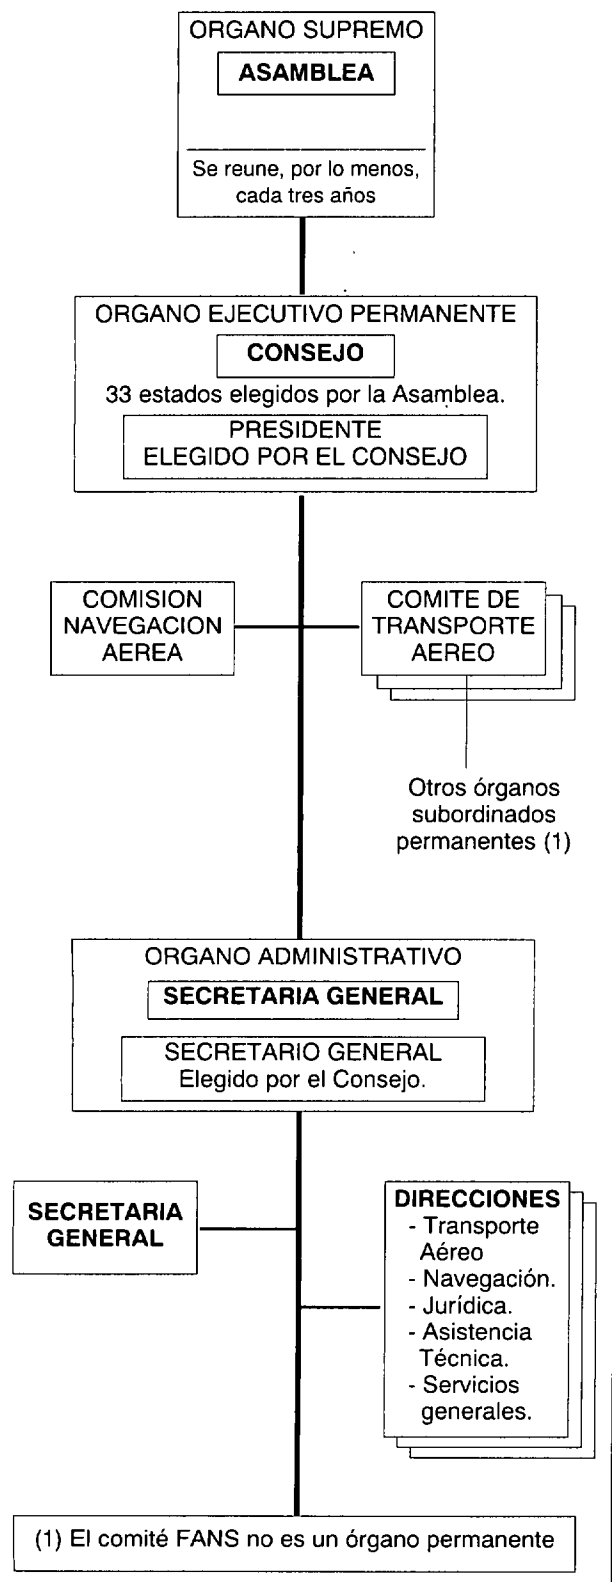 ORGANO SUPREMO
ASAMBLEA
Se reune, por lo menos,
cada tres años
ORGANO EJECUTIVO PERMANENTE
CONSEJO
33 estados elegidos por la Asamblea.
PRESIDENTE
ELEGIDO POR EL CONSEJO
COMISION
NAVEGACION
AEREA
COMITE DE
TRANSPORTE
AEREO
Otros órganos
subordinados
permanentes (1)
ORGANO ADMINISTRATIVO
SECRETARIA GENERAL
SECRETARIO GENERAL
Elegido por el Consejo.
SECRETARIA
GENERAL
DIRECCIONES
- Transporte
Aéreo
- Navegación.
- Jurídica.
- Asistencia
Técnica.
- Servicios
generales.
(1) El comité FANS no es un órgano permanente